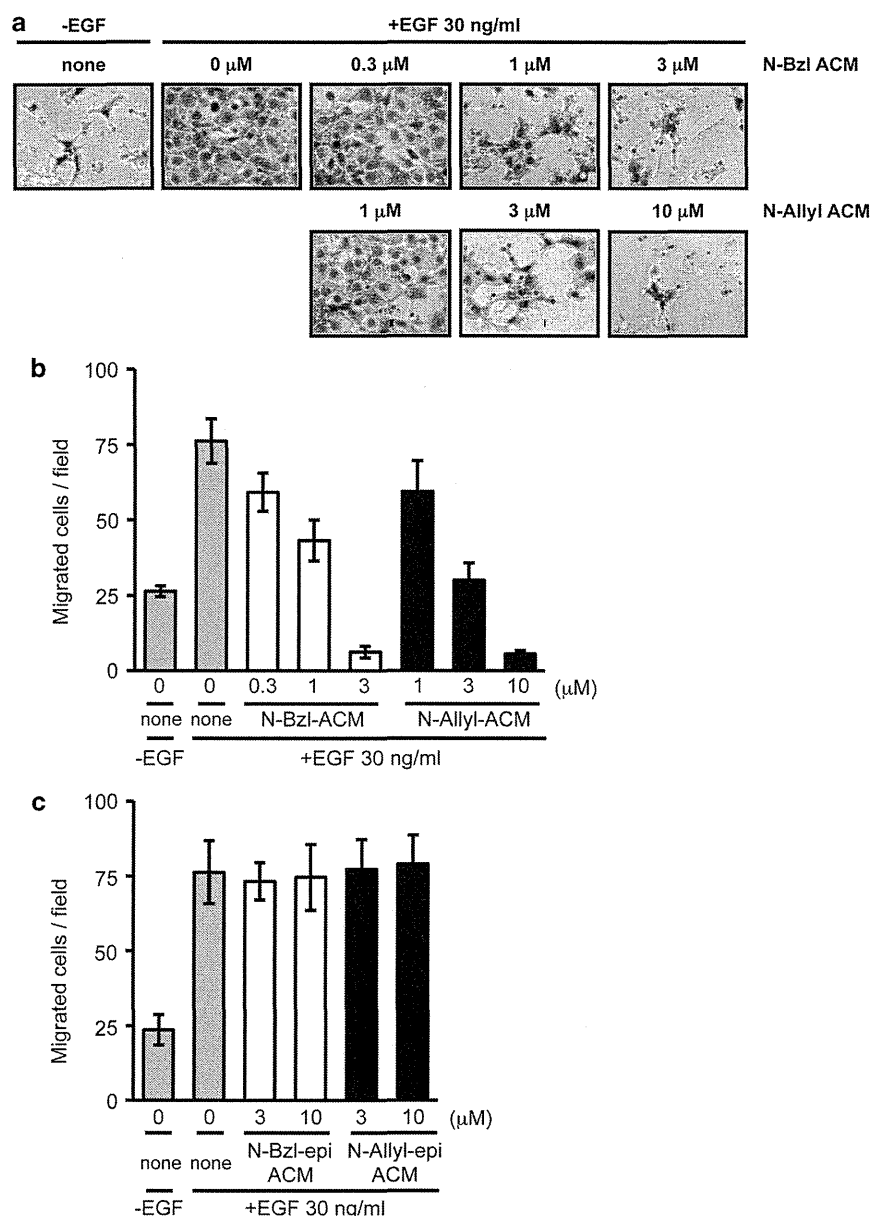 a
-EGF +EGF 30 ng/ml
none 0 μM 0.3 μM 1 μM 3 μM N-Bzl ACM
1 μM 3 μM 10 μM N-Allyl ACM
b
100
75
50
25
0
Migrated cells / field
0 0 0.3 1 3 1 3 10 (μM)
none none N-Bzl-ACM N-Allyl-ACM
-EGF +EGF 30 ng/ml
c
100
75
50
25
0
Migrated cells / field
0 0 3 10 3 10 (μM)
none none N-Bzl-epi ACM N-Allyl-epi ACM
-EGF +EGF 30 ng/ml